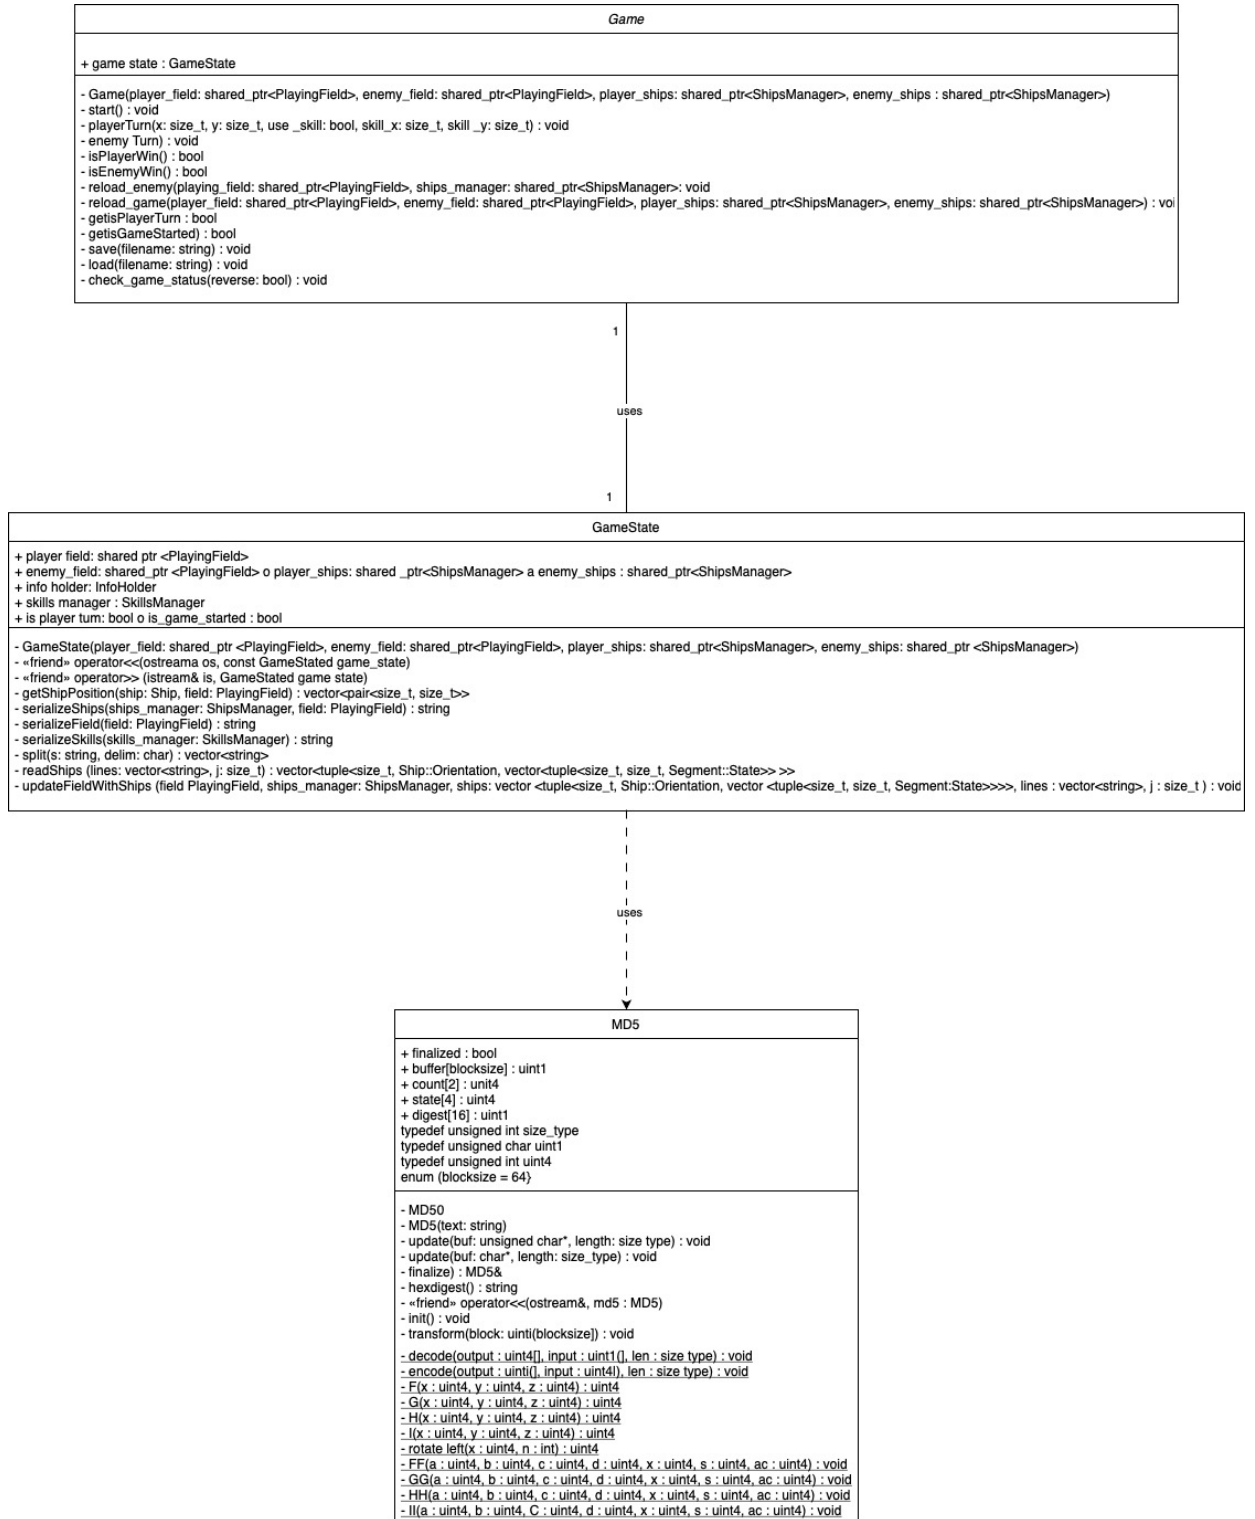 Game
+ game state : GameState
- Game(player_field: shared_ptr<PlayingField>, enemy_field: shared_ptr<PlayingField>, player_ships: shared_ptr<ShipsManager>, enemy_ships : shared_ptr<ShipsManager>)
- start() : void
- playerTurn(x: size_t, y: size_t, use _skill: bool, skill_x: size_t, skill _y: size_t) : void
- enemy Turn) : void
- isPlayerWin() : bool
- isEnemyWin() : bool
- reload_enemy(playing_field: shared_ptr<PlayingField>, ships_manager: shared_ptr<ShipsManager>: void
- reload_game(player_field: shared_ptr<PlayingField>, enemy_field: shared_ptr<PlayingField>, player_ships: shared_ptr<ShipsManager>, enemy_ships: shared_ptr<ShipsManager>) : voi
- getisPlayerTurn : bool
- getisGameStarted) : bool
- save(filename: string) : void
- load(filename: string) : void
- check_game_status(reverse: bool) : void
1
uses
1
GameState
+ player field: shared ptr <PlayingField>
+ enemy_field: shared_ptr <PlayingField> o player_ships: shared _ptr<ShipsManager> a enemy_ships : shared_ptr<ShipsManager>
+ info holder: InfoHolder
+ skills manager : SkillsManager
+ is player tum: bool o is_game_started : bool
- GameState(player_field: shared_ptr <PlayingField>, enemy_field: shared_ptr<PlayingField>, player_ships: shared_ptr<ShipsManager>, enemy_ships: shared_ptr <ShipsManager>)
- «friend» operator<<(ostreama os, const GameStated game_state)
- «friend» operator>> (istream& is, GameStated game state)
- getShipPosition(ship: Ship, field: PlayingField) : vector<pair<size_t, size_t>>
- serializeShips(ships_manager: ShipsManager, field: PlayingField) : string
- serializeField(field: PlayingField) : string
- serializeSkills(skills_manager: SkillsManager) : string
- split(s: string, delim: char) : vector<string>
- readShips (lines: vector<string>, j: size_t) : vector<tuple<size_t, Ship::Orientation, vector<tuple<size_t, size_t, Segment::State>> >>
- updateFieldWithShips (field PlayingField, ships_manager: ShipsManager, ships: vector <tuple<size_t, Ship::Orientation, vector <tuple<size_t, size_t, Segment:State>>>>, lines : vector<string>, j : size_t ) : void
uses
MD5
+ finalized : bool
+ buffer[blocksize] : uint1
+ count[2] : unit4
+ state[4] : uint4
+ digest[16] : uint1
typedef unsigned int size_type
typedef unsigned char uint1
typedef unsigned int uint4
enum (blocksize = 64}
- MD50
- MD5(text: string)
- update(buf: unsigned char*, length: size type) : void
- update(buf: char*, length: size_type) : void
- finalize) : MD5&
- hexdigest() : string
- «friend» operator<<(ostream&, md5 : MD5)
- init() : void
- transform(block: uinti(blocksize]) : void
- decode(output : uint4[], input : uint1(], len : size type) : void
- encode(output : uinti(], input : uint4l), len : size type) : void
- F(x : uint4, y : uint4, z : uint4) : uint4
- G(x : uint4, y : uint4, z : uint4) : uint4
- H(x : uint4, y : uint4, z : uint4) : uint4
- I(x : uint4, y : uint4, z : uint4) : uint4
- rotate left(x : uint4, n : int) : uint4
- FF(a : uint4, b : uint4, c : uint4, d : uint4, x : uint4, s : uint4, ac : uint4) : void
- GG(a : uint4, b : uint4, c : uint4, d : uint4, x : uint4, s : uint4, ac : uint4) : void
- HH(a : uint4, b : uint4, c : uint4, d : uint4, x : uint4, s : uint4, ac : uint4) : void
- II(a : uint4, b : uint4, C : uint4, d : uint4, x : uint4, s : uint4, ac : uint4) : void